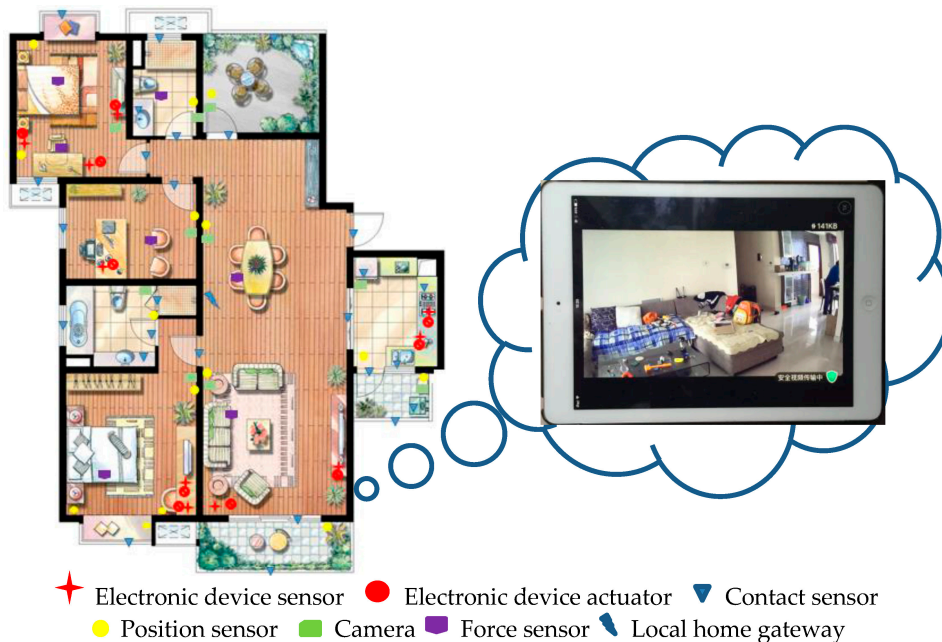 141KB
安全视频传输中
Electronic device sensor Electronic device actuator Contact sensor
Position sensor Camera Force sensor Local home gateway